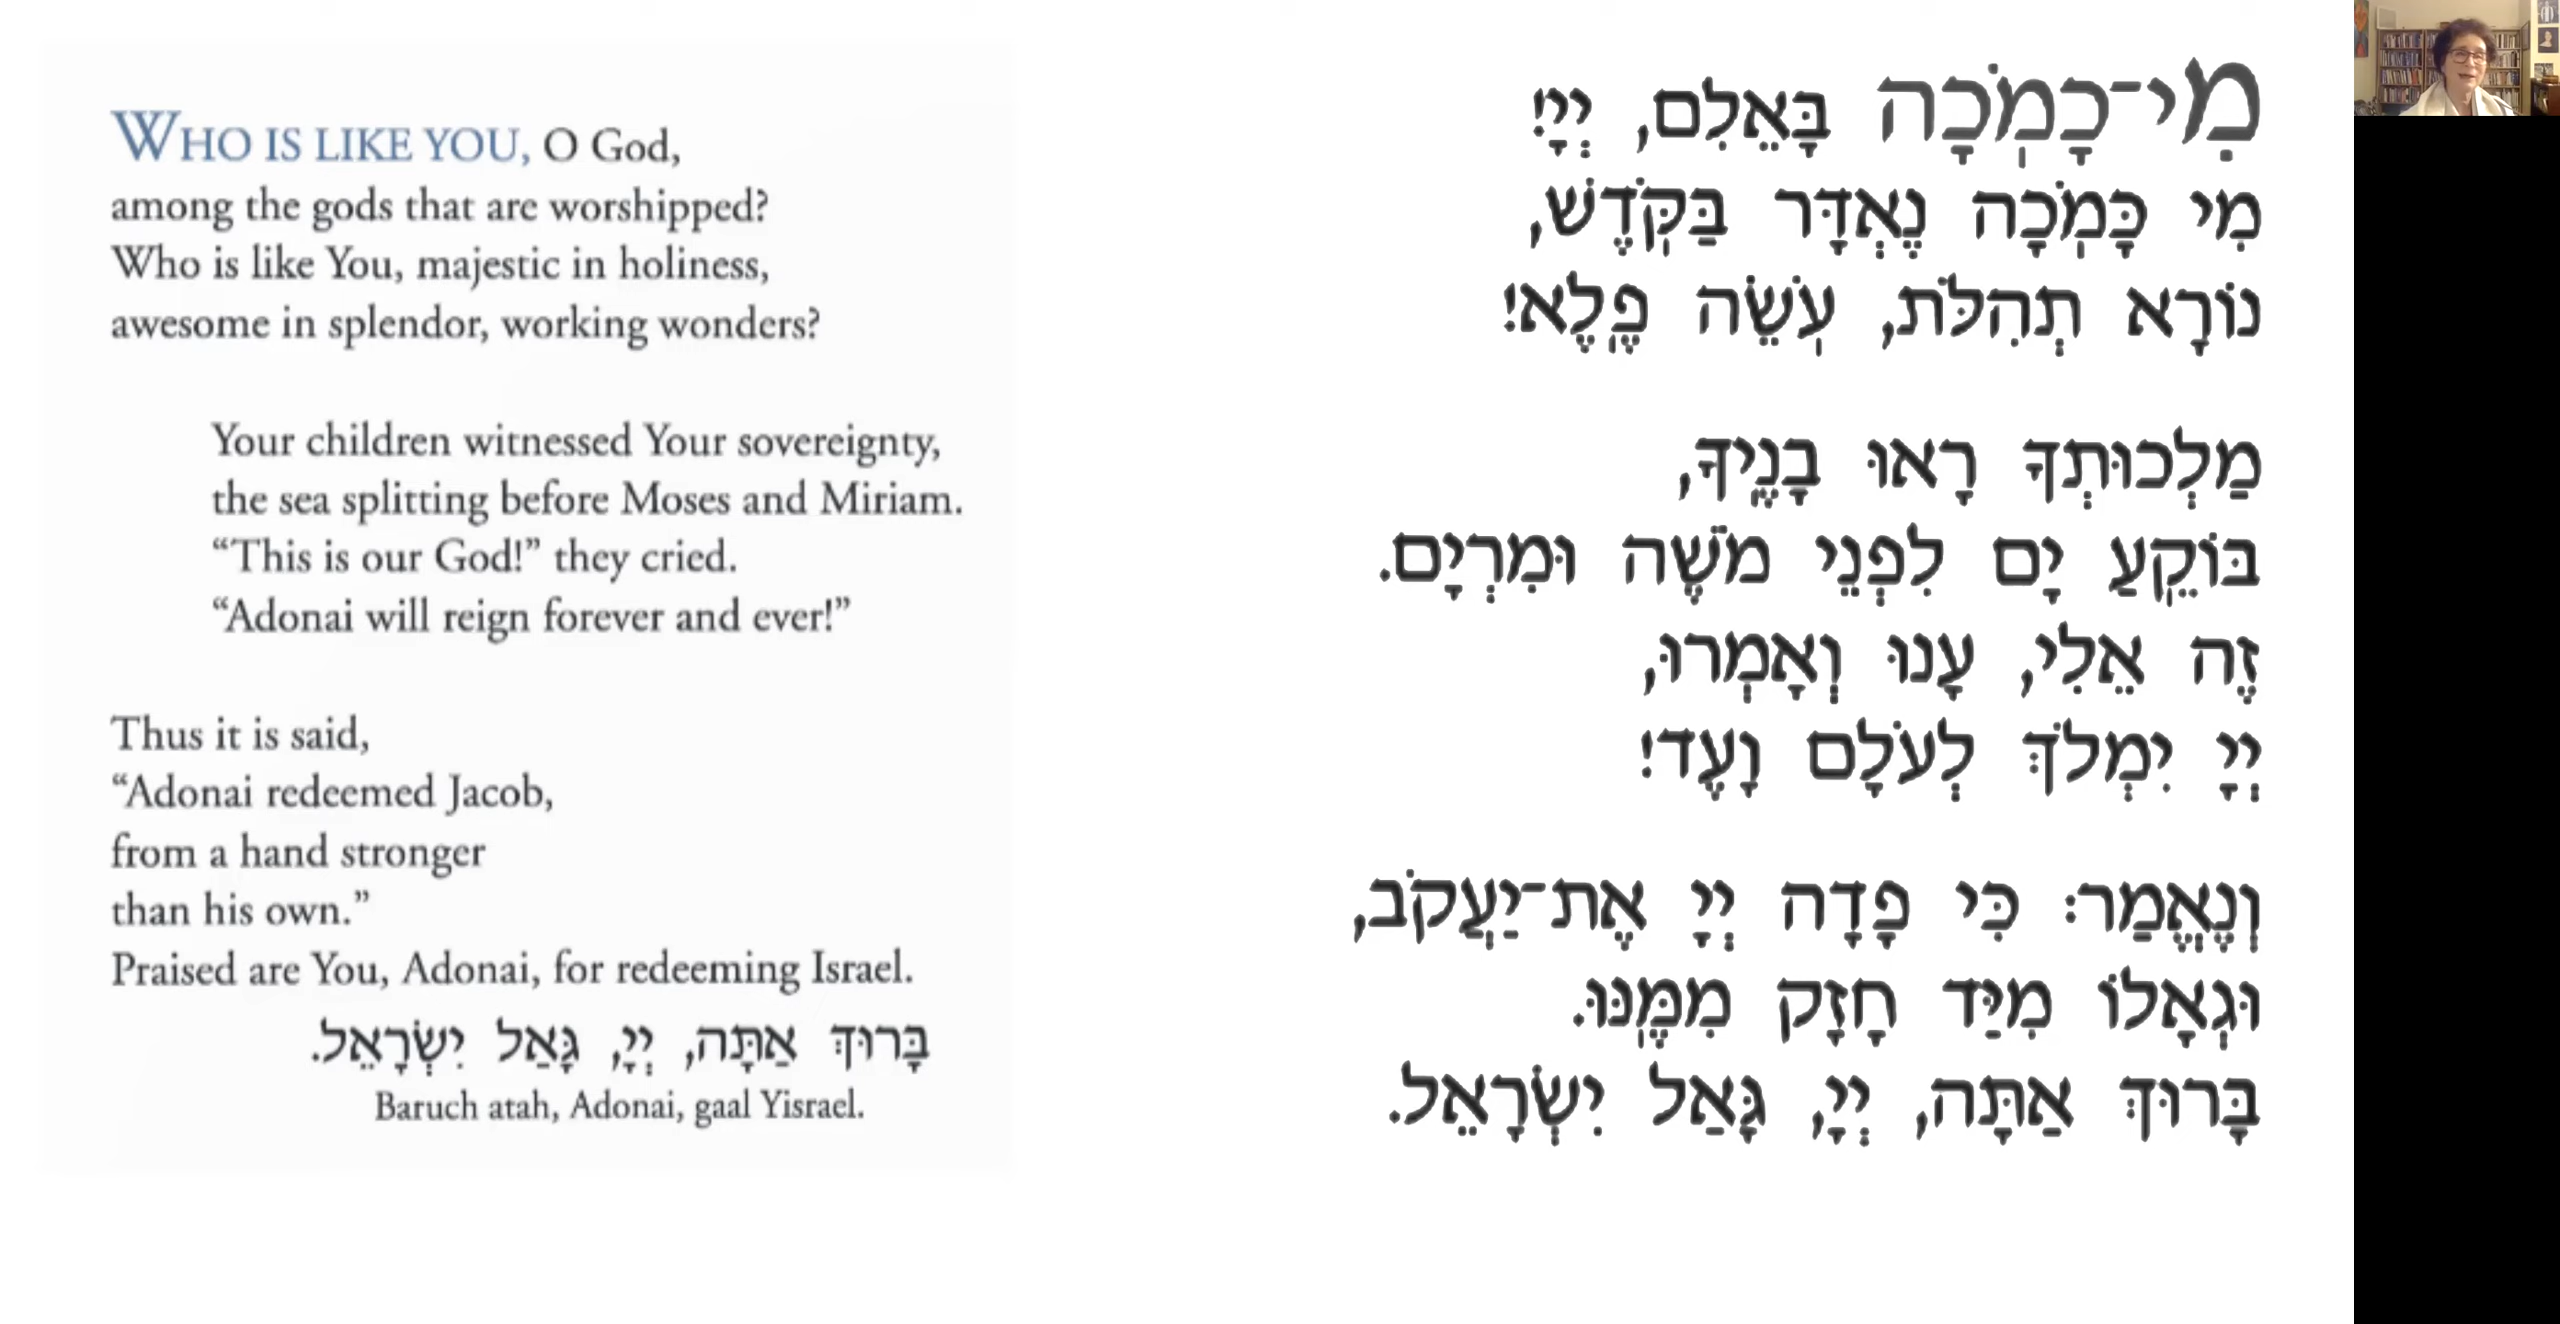 WHO IS LIKE YOU, O God,
among the gods that are worshipped?
Who is like You, majestic in holiness,
awesome in splendor, working wonders?
Your children witnessed Your sovereignty,
the sea splitting before Moses and Miriam.
“This is our God!” they cried.
“Adonai will reign forever and ever!”
Thus it is said,
“Adonai redeemed Jacob,
from a hand stronger
than his own.”
Praised are You, Adonai, for redeeming Israel.
בָּרוּךְ אַתָּה, יְיָ, גָּאַל יִשְׂרָאֵל.
Baruch atah, Adonai, gaal Yisrael.
מִי־כָמֹֽכָה בָּאֵלִם, יְיָ!
מִי כָּמֹֽכָה נֶאְדָּר בַּקֹּֽדֶשׁ,
נוֹרָא תְהִלֹּת, עֹֽשֵׂה פֶֽלֶא!
מַלְכוּתְךָ רָאוּ בָנֶֽיךָ,
בּוֹקֵֽעַ יָם לִפְנֵי מֹשֶׁה וּמִרְיָם.
זֶה אֵלִי, עָנוּ וְאָמְרוּ,
יְיָ יִמְלֹךְ לְעֹלָם וָעֶד!
וְנֶאֱמַר: כִּי פָדָה יְיָ אֶת־יַעֲקֹב,
וּגְאָלוֹ מִיַּד חָזָק מִמֶּֽנּוּ.
בָּרוּךְ אַתָּה, יְיָ, גָּאַל יִשְׂרָאֵל.